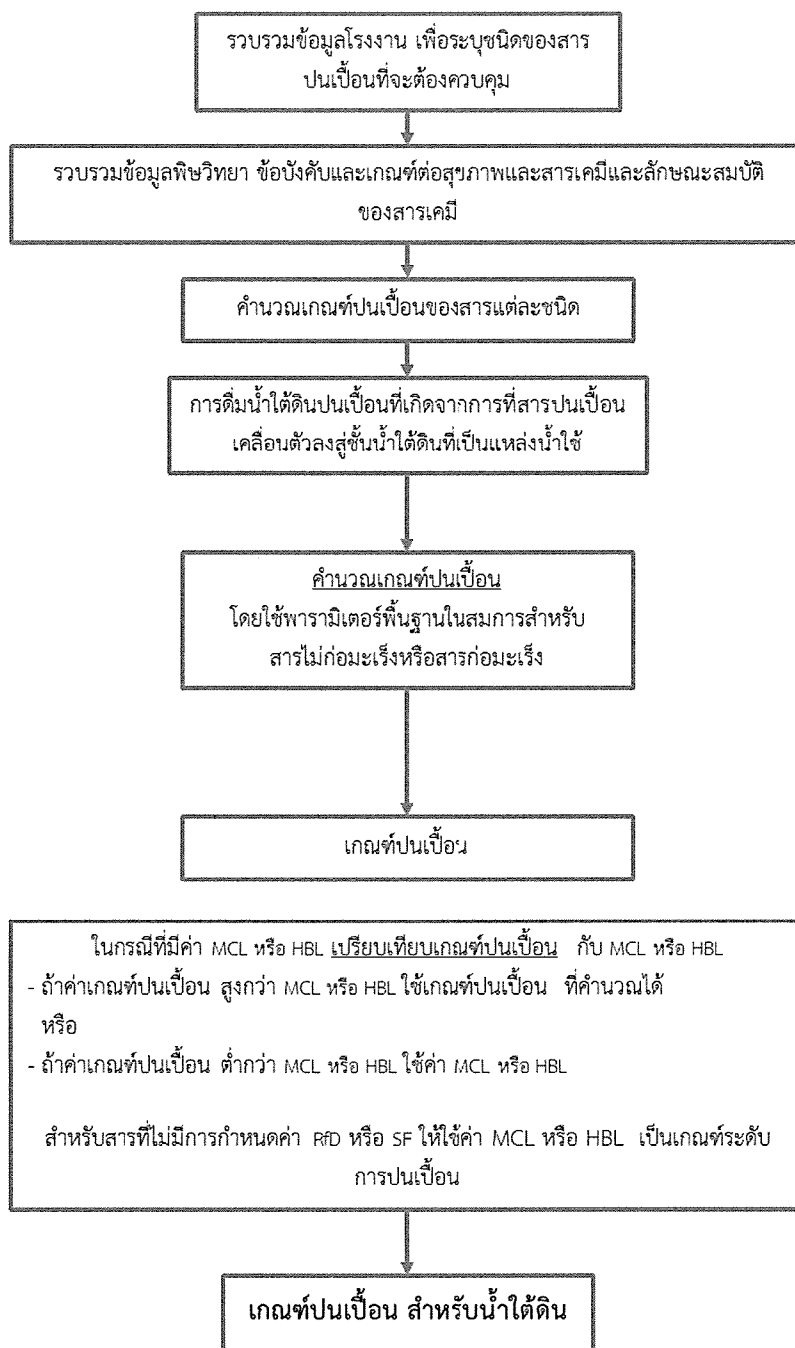 รวบรวมข้อมูลโรงงาน เพื่อระบุชนิดของสาร
ปนเปื้อนที่จะต้องควบคุม
รวบรวมข้อมูลพิษวิทยา ข้อบังคับและเกณฑ์ต่อสุขภาพและสารเคมีและลักษณะสมบัติ
ของสารเคมี
คำนวณเกณฑ์ปนเปื้อนของสารแต่ละชนิด
การดื่มน้ำใต้ดินปนเปื้อนที่เกิดจากการที่สารปนเปื้อน
เคลื่อนตัวลงสู่ชั้นน้ำใต้ดินที่เป็นแหล่งน้ำใช้
คำนวณเกณฑ์ปนเปื้อน
โดยใช้พารามิเตอร์พื้นฐานในสมการสำหรับ
สารไม่ก่อมะเร็งหรือสารก่อมะเร็ง
เกณฑ์ปนเปื้อน
ในกรณีที่มีค่า MCL หรือ HBL เปรียบเทียบเกณฑ์ปนเปื้อน กับ MCL หรือ HBL
- ถ้าค่าเกณฑ์ปนเปื้อน สูงกว่า MCL หรือ HBL ใช้เกณฑ์ปนเปื้อน ที่คำนวณได้
หรือ
- ถ้าค่าเกณฑ์ปนเปื้อน ต่ำกว่า MCL หรือ HBL ใช้ค่า MCL หรือ HBL
สำหรับสารที่ไม่มีการกำหนดค่า RfD หรือ SF ให้ใช้ค่า MCL หรือ HBL เป็นเกณฑ์ระดับ
การปนเปื้อน
เกณฑ์ปนเปื้อน สำหรับน้ำใต้ดิน